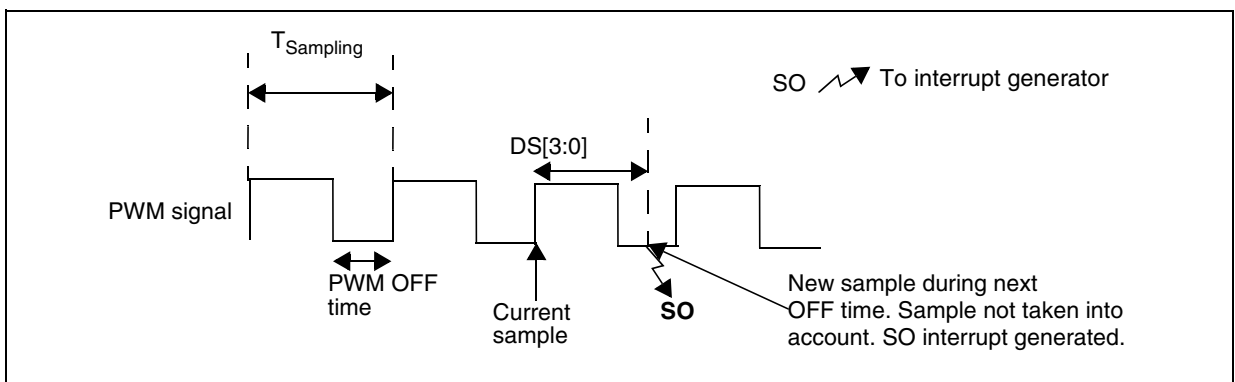 TSampling
SO To interrupt generator
DS[3:0]
PWM signal
PWM OFF
time
Current
sample
SO
New sample during next
OFF time. Sample not taken into
account. SO interrupt generated.